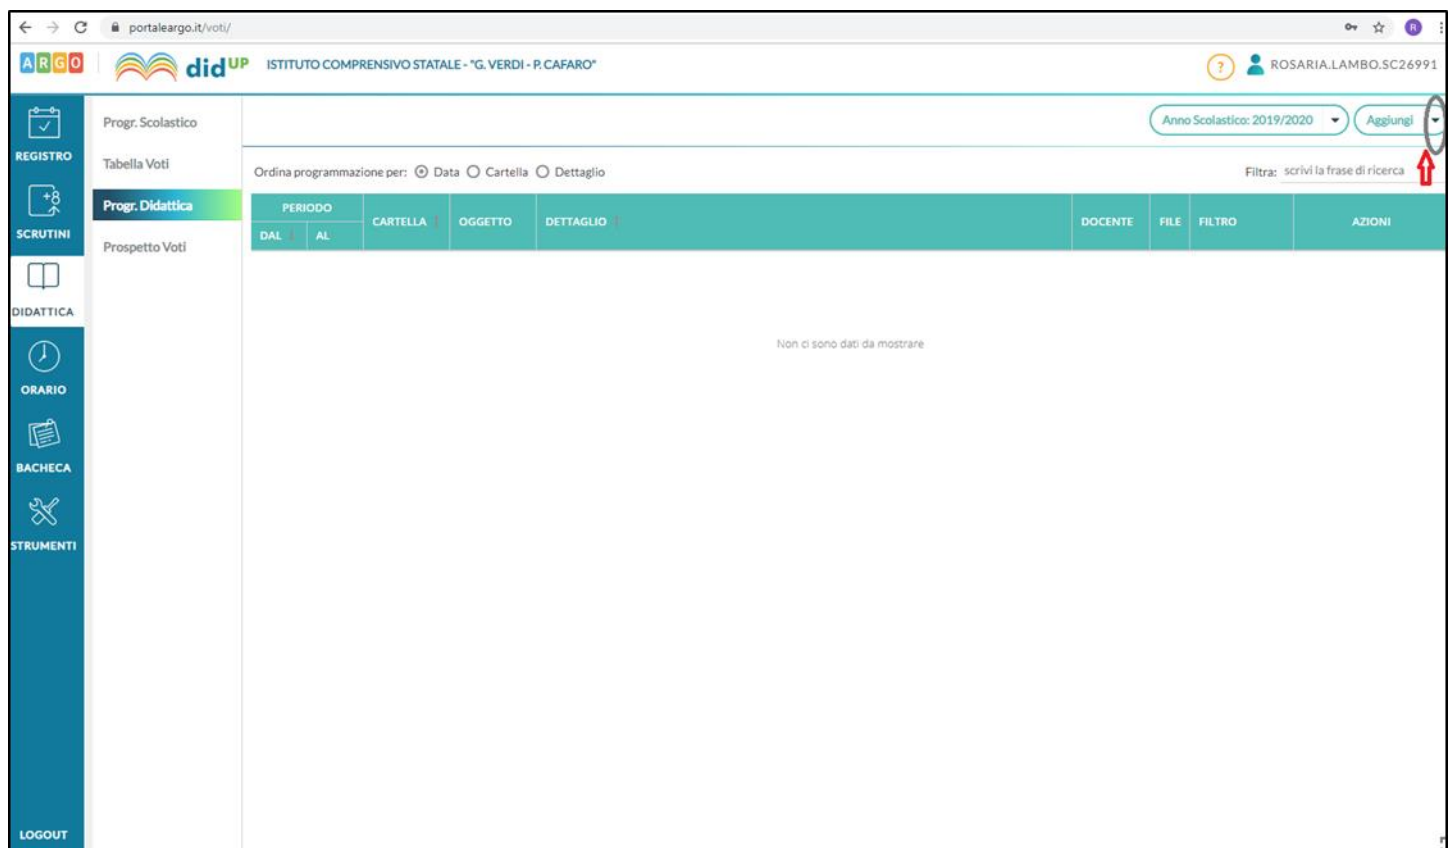 portaleargo.it/voti/
R
ARGO didUP ISTITUTO COMPRENSIVO STATALE - "G. VERDI - P. CAFARO" ? ROSARIA.LAMBO.SC26991
REGISTRO
+8
SCRUTINI
DIDATTICA
ORARIO
BACHECA
STRUMENTI
LOGOUT
Progr. Scolastico
Tabella Voti
Progr. Didattica
Prospetto Voti
Anno Scolastico: 2019/2020 Aggiungi
Ordina programmazione per: Data Cartella Dettaglio Filtra: scrivi la frase di ricerca
PERIODO
DAL AL CARTELLA OGGETTO DETTAGLIO DOCENTE FILE FILTRO AZIONI
Non ci sono dati da mostrare